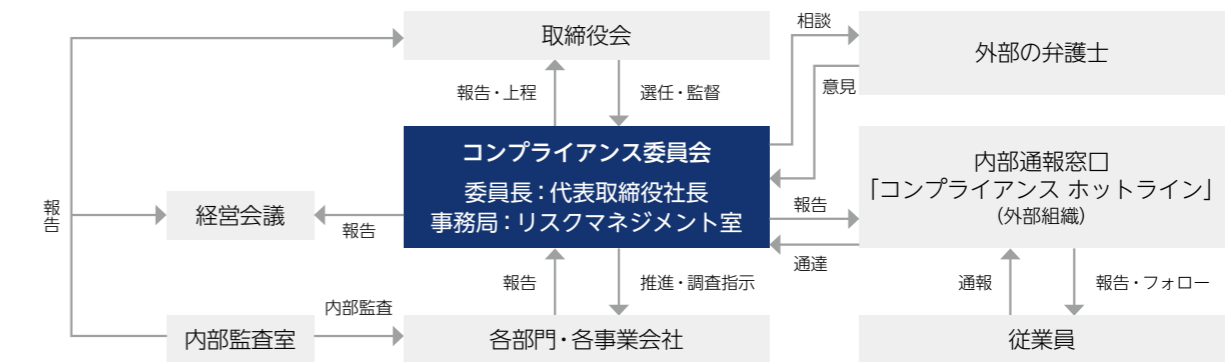 取締役会
相談
外部の弁護士
意見
報告・上程
選任・監督
コンプライアンス委員会
委員長：代表取締役社長
事務局：リスクマネジメント室
内部通報窓口
「コンプライアンス ホットライン」
（外部組織）
報告
経営会議
報告
報告
通達
報告
推進・調査指示
通報
報告・フォロー
内部監査室
内部監査
各部門・各事業会社
従業員